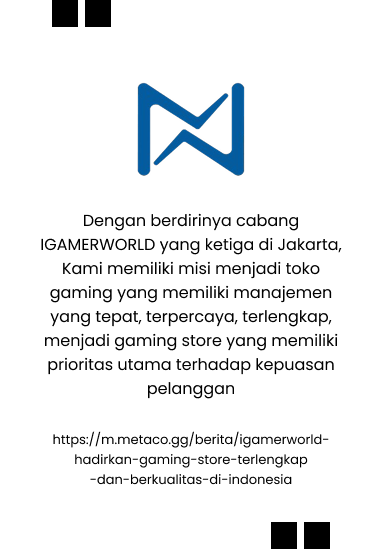 Dengan berdirinya cabang
IGAMERWORLD yang ketiga di Jakarta,
Kami memiliki misi menjadi toko
gaming yang memiliki manajemen
yang tepat, terpercaya, terlengkap,
menjadi gaming store yang memiliki
prioritas utama terhadap kepuasan
pelanggan
https://m.metaco.gg/berita/igamerworld-
hadirkan-gaming-store-terlengkap
-dan-berkualitas-di-indonesia